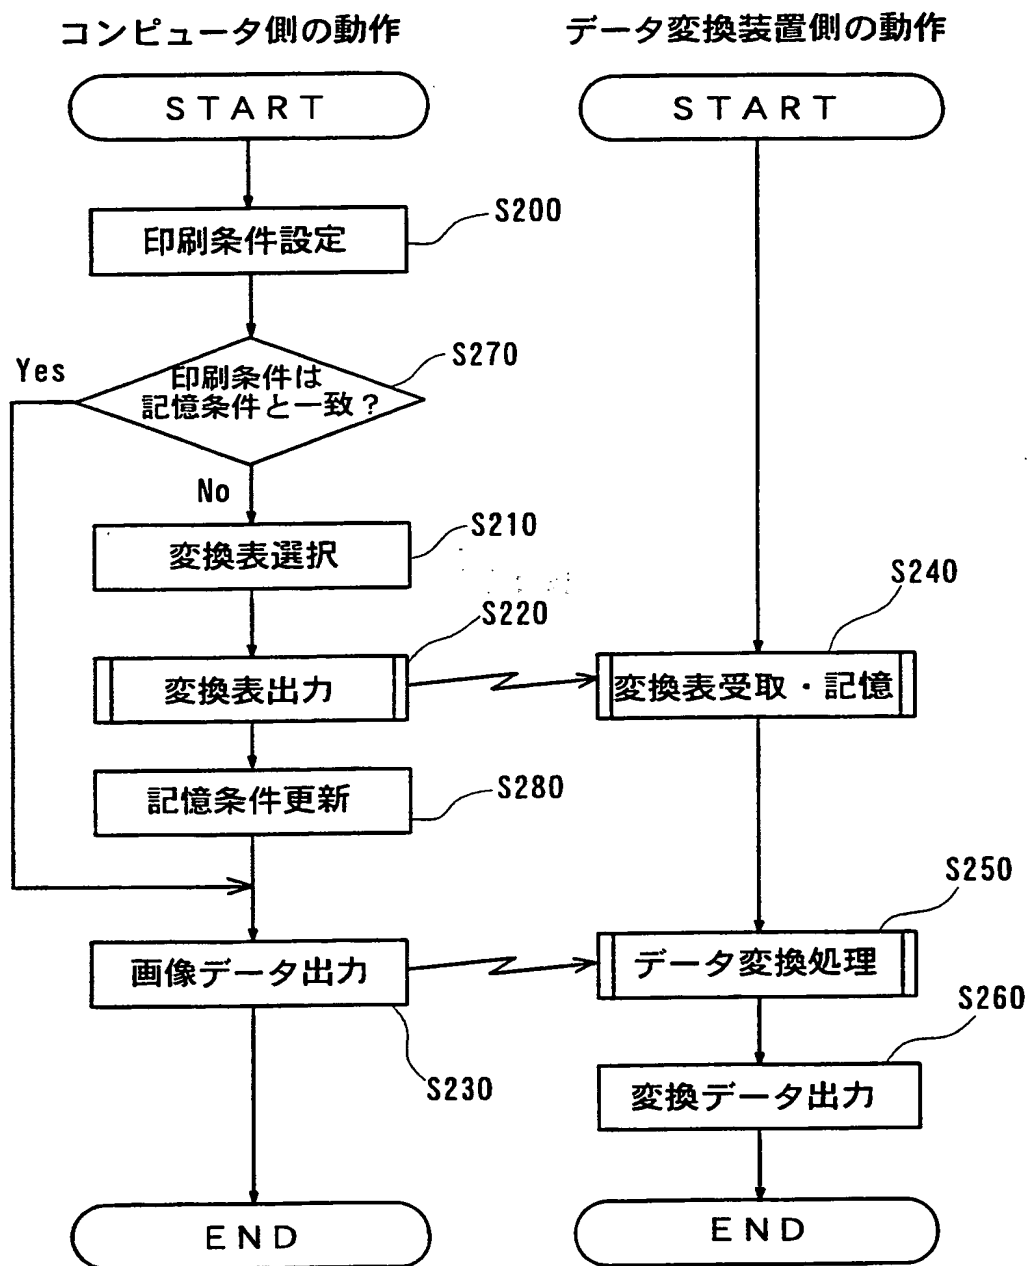 コンピュータ側の動作
データ変換装置側の動作
START
START
S200
印刷条件設定
S270
Yes
印刷条件は
記憶条件と一致?
No
S210
変換表選択
S240
S220
変換表出力
変換表受取・記憶
S280
記憶条件更新
S250
画像データ出力
データ変換処理
S260
S230
変換データ出力
END
END